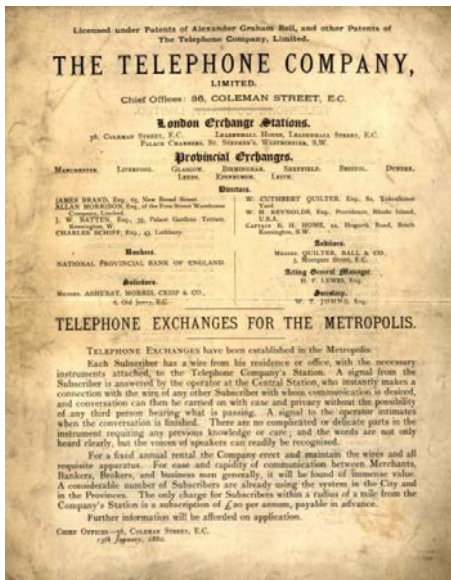 Licensed under Patents of Alexander Graham Bell, and other Patents of
The Telephone Company, Limited.
THE TELEPHONE COMPANY,
LIMITED.
Chief Offices: 36, COLEMAN STREET, E.C.
London Exchange Stations.
36, COLEMAN STREET, E.C. LEADENHALL HOUSE, LEADENHALL STREET, E.C.
PALACE CHAMBERS, ST. STEPHEN'S, WESTMINSTER, S.W.
Provincial Exchanges.
MANCHESTER. LIVERPOOL. GLASGOW. BIRMINGHAM. SHEFFIELD. BRISTOL. DUNDEE.
LEEDS. EDINBURGH. LEITH.
Directors.
JAMES BRAND, Esq., 65, New Broad Street.
ALLAN MORRISON, Esq., of the Fore Street Warehouse
Company, Limited.
J. W. BATTEN, Esq., Palace Gardens Terrace,
Kensington, W.
CHARLES SCHIFF, Esq., Lothbury.
W. CUTHBERT QUILTER, Esq., Tokenhouse
Yard.
W. H. REYNOLDS, Esq., Providence, Rhode Island,
U.S.A.
CAPTAIN R. H. HOME, Hogarth Road, South
Kensington, S.W.
Bankers.
NATIONAL PROVINCIAL BANK OF ENGLAND.
Solicitors.
MESSRS. ASHURST, MORRIS, CRISP & CO.,
6, Old Jewry, E.C.
Auditors.
MESSRS. QUILTER, BALL & CO.,
Moorgate Street, E.C.
Acting General Manager.
H. F. LEWIS, Esq.
Secretary.
W. T. JOHNS, Esq.
TELEPHONE EXCHANGES FOR THE METROPOLIS.
TELEPHONE EXCHANGES have been established in the Metropolis.
Each Subscriber has a wire from his residence or office, with the necessary
instruments attached, to the Telephone Company's Station. A signal from the
Subscriber is answered by the operator at the Central Station, who instantly makes a
connection with the wire of any other Subscriber with whom communication is desired,
and conversation can then be carried on with ease and privacy without the possibility
of any third person hearing what is passing. A signal to the operator intimates
when the conversation is finished. There are no complicated or delicate parts in the
instrument requiring any previous knowledge or care; and the words are not only
heard clearly, but the voices of speakers can readily be recognised.
For a fixed annual rental the Company erect and maintain the wires and all
requisite apparatus. For ease and rapidity of communication between Merchants,
Bankers, Brokers, and business men generally, it will be found of immense value.
A considerable number of Subscribers are already using the system in the City and
in the Provinces. The only charge for Subscribers within a radius of a mile from the
Company's Station is a subscription of £20 per annum, payable in advance.
Further information will be afforded on application.
CHIEF OFFICES—36, COLEMAN STREET, E.C.
January, 1880.